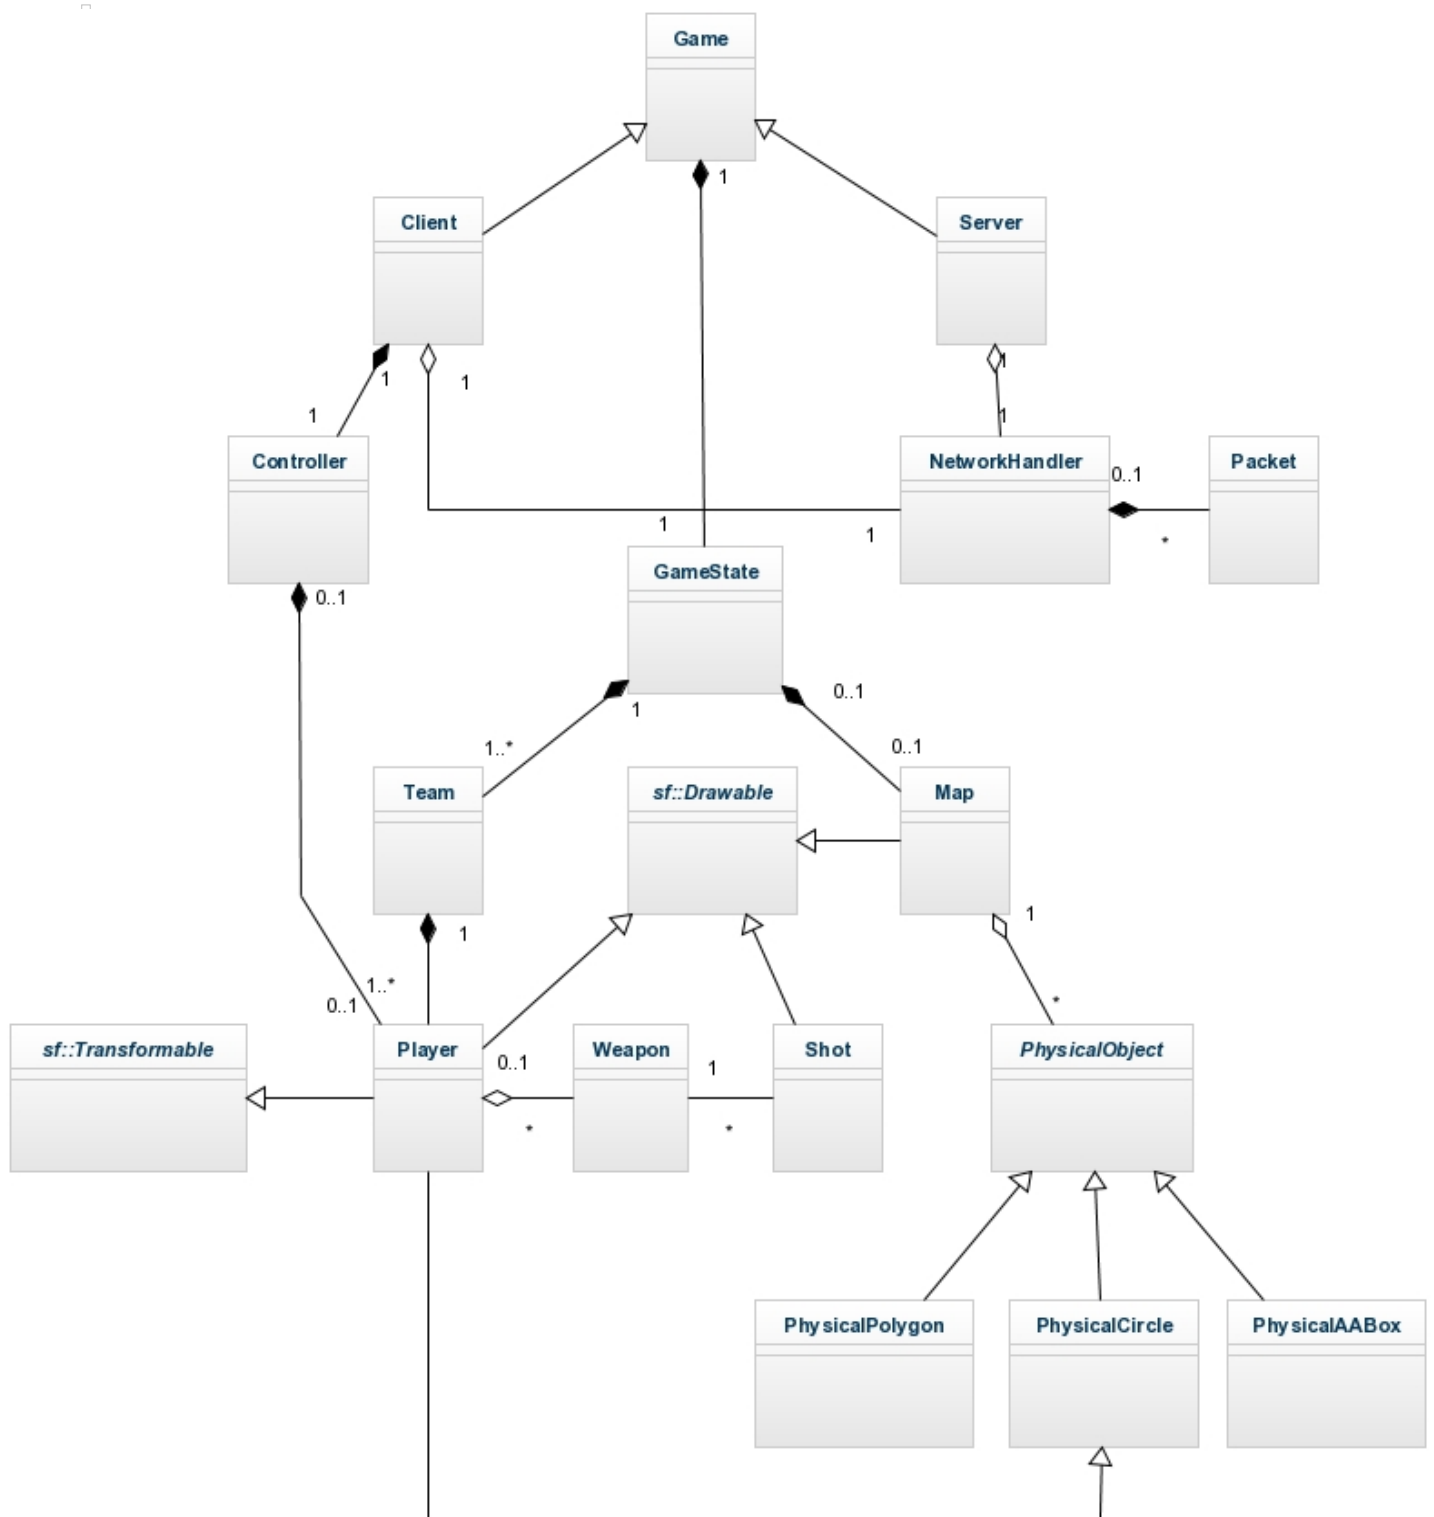 Game
1
Client
Server
1
1
1
1
1
Controller
NetworkHandler
Packet
0..1
1
1
*
GameState
0..1
0..1
1
1..*
0..1
Team
sf::Drawable
Map
1
1
1..*
0..1
*
sf::Transformable
Player
Weapon
Shot
PhysicalObject
0..1
1
*
*
PhysicalPolygon
PhysicalCircle
PhysicalAABox